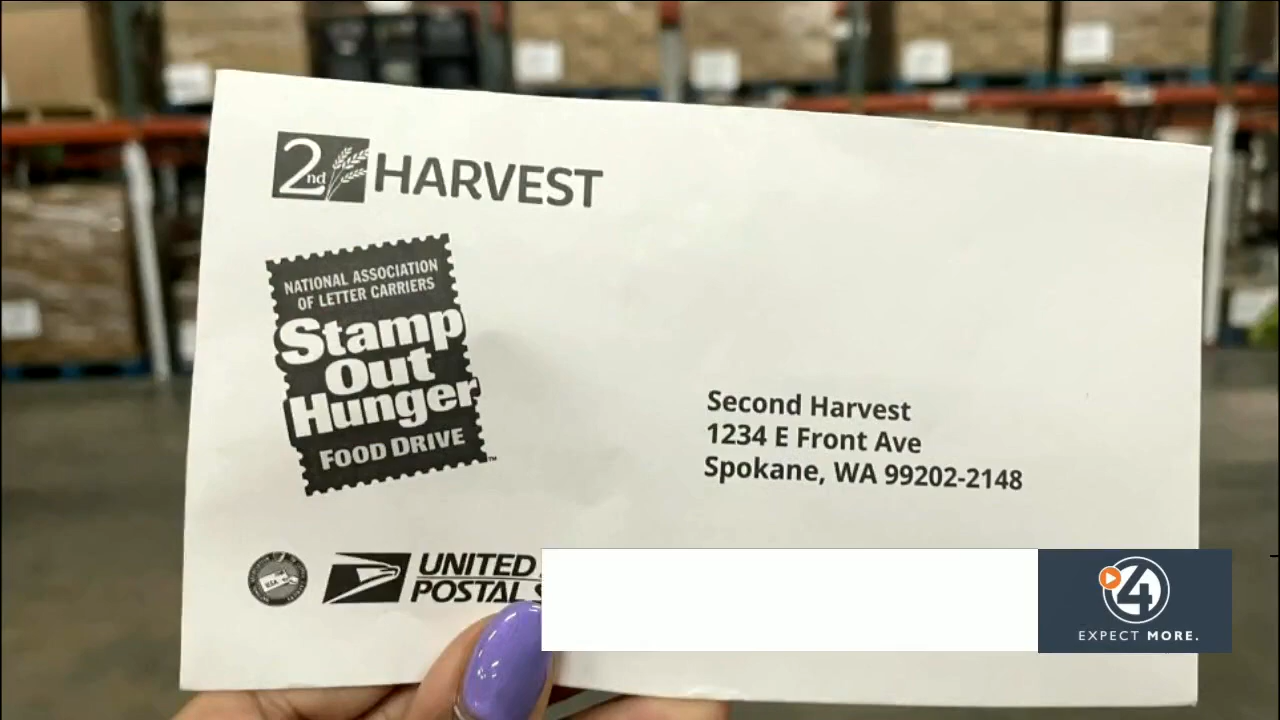 2nd HARVEST
NATIONAL ASSOCIATION
OF LETTER CARRIERS
Stamp
Out
Hunger
FOOD DRIVE
™
Second Harvest
1234 E Front Ave
Spokane, WA 99202-2148
UNITED
POSTAL
4
EXPECT MORE.